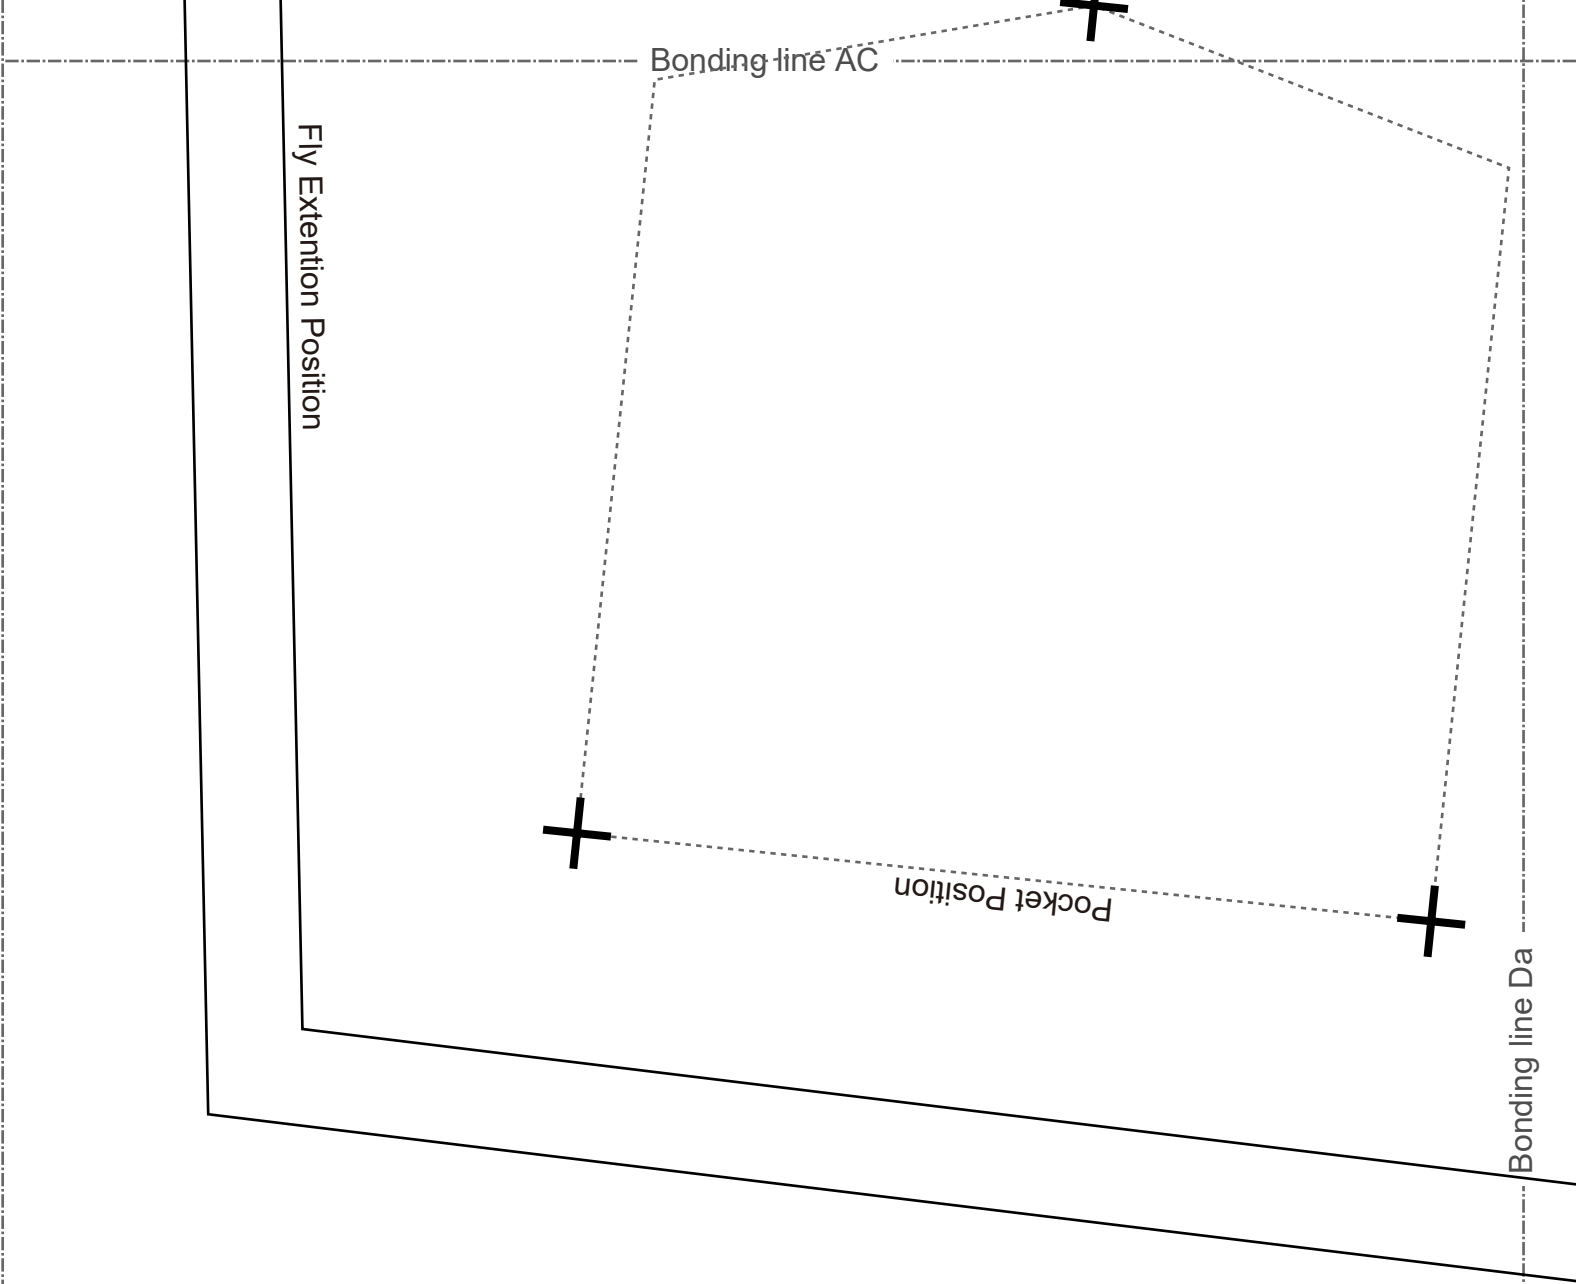 Bonding line AC
Fly Extention Position
Pocket Position
Bonding line Da